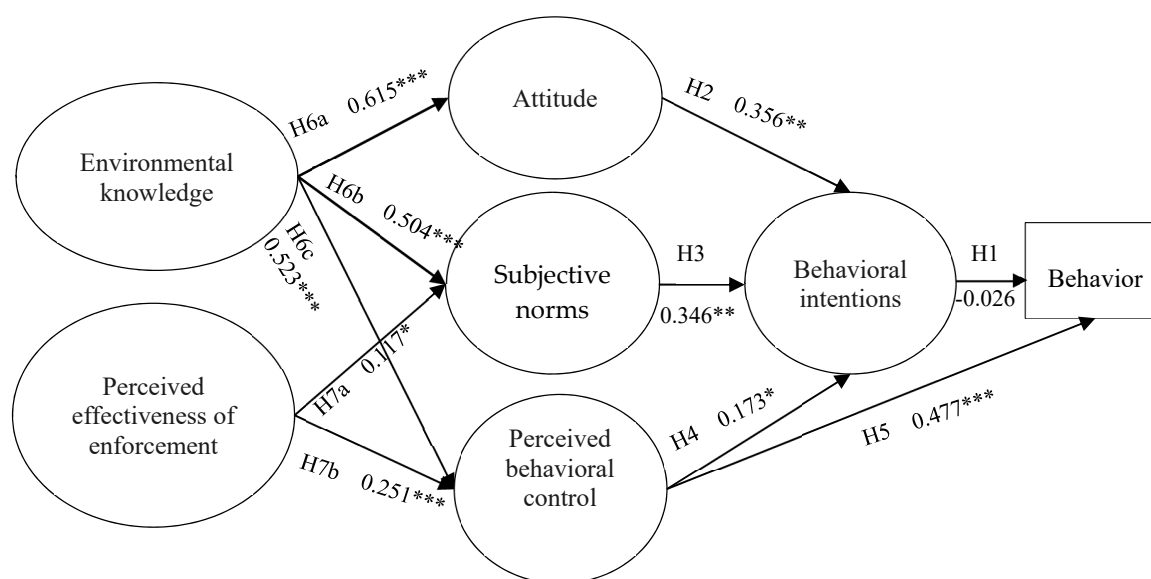 Environmental
knowledge
Perceived
effectiveness of
enforcement
H6a 0.615***
H6b 0.504***
H6c
0.523***
H7a 0.117*
H7b 0.251***
Attitude
Subjective
norms
Perceived
behavioral
control
H2 0.356**
H3
0.346**
H4 0.173*
H5 0.477***
Behavioral
intentions
H1
-0.026
Behavior